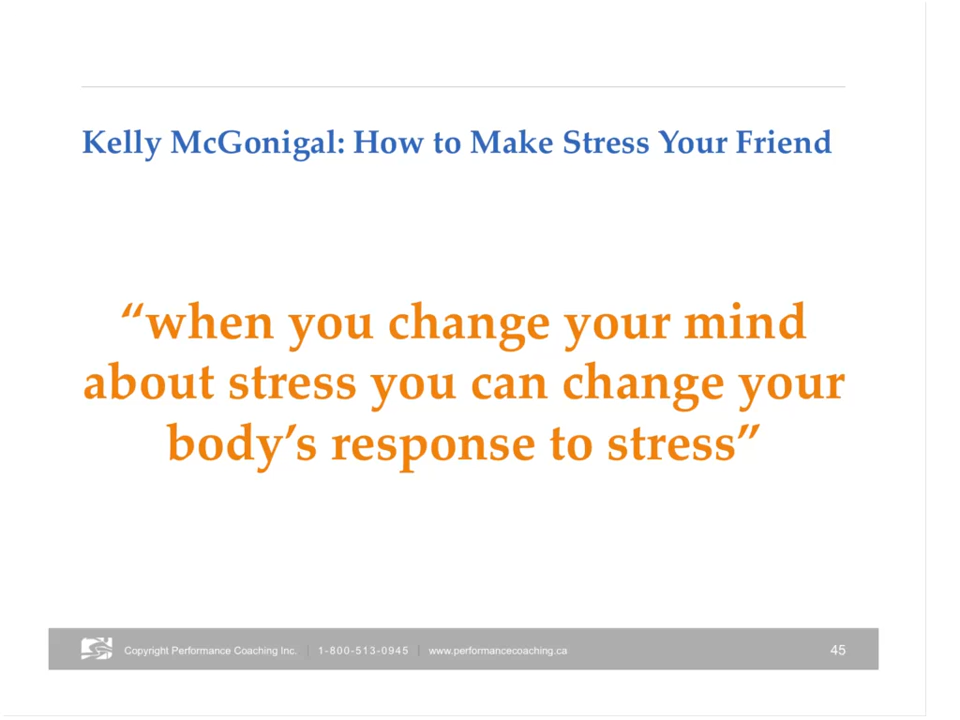 Kelly McGonigal: How to Make Stress Your Friend
“when you change your mind
about stress you can change your
body’s response to stress”
Copyright Performance Coaching Inc. | 1-800-513-0945 | www.performancecoaching.ca 45